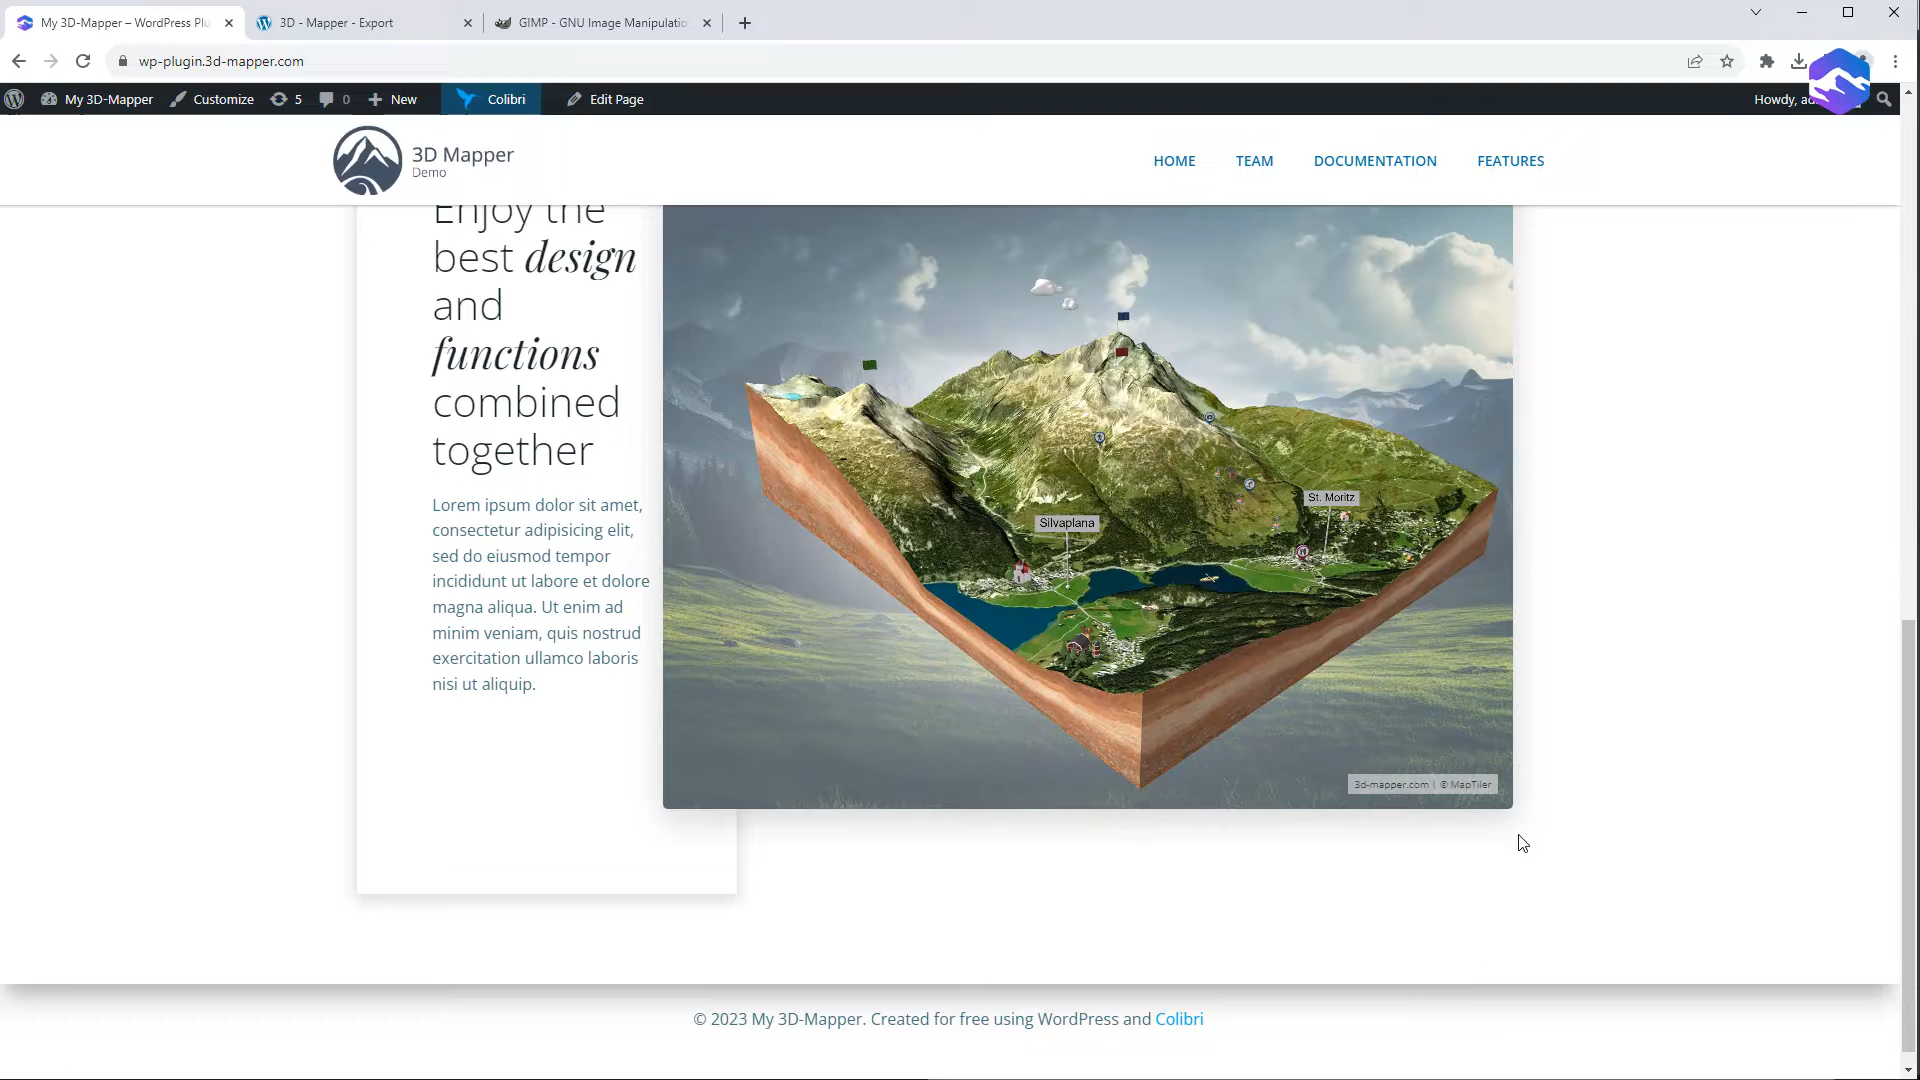 My 3D-Mapper – WordPress Plu
3D - Mapper - Export
GIMP - GNU Image Manipulatio
wp-plugin.3d-mapper.com
My 3D-Mapper
Customize
5
0
New
Colibri
Edit Page
Howdy, ad
3D Mapper
Demo
HOME
TEAM
DOCUMENTATION
FEATURES
Enjoy the
best design
and
functions
combined
together
Lorem ipsum dolor sit amet,
consectetur adipisicing elit,
sed do eiusmod tempor
incididunt ut labore et dolore
magna aliqua. Ut enim ad
minim veniam, quis nostrud
exercitation ullamco laboris
nisi ut aliquip.
St. Moritz
Silvaplana
3d-mapper.com | © MapTiler
© 2023 My 3D-Mapper. Created for free using WordPress and Colibri